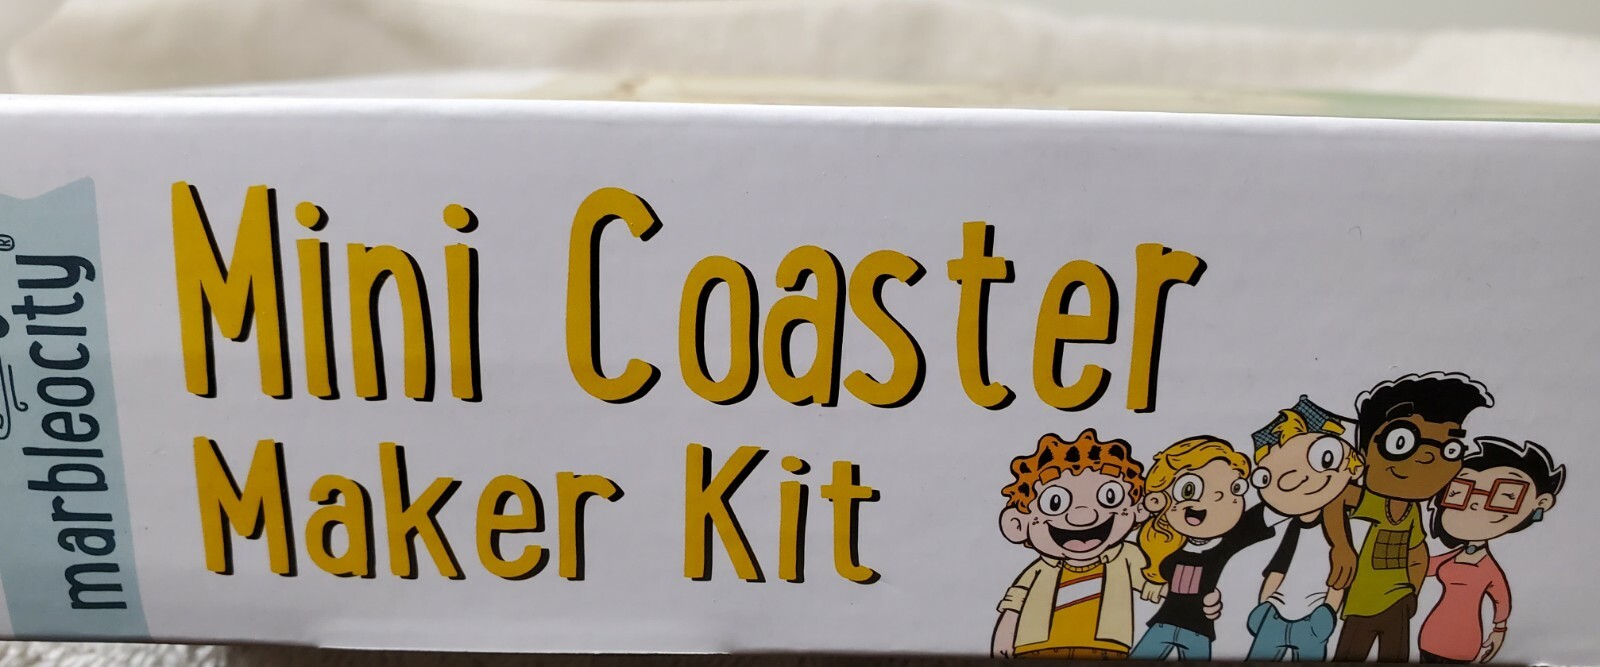 marbleocity®
Mini Coaster
Maker Kit